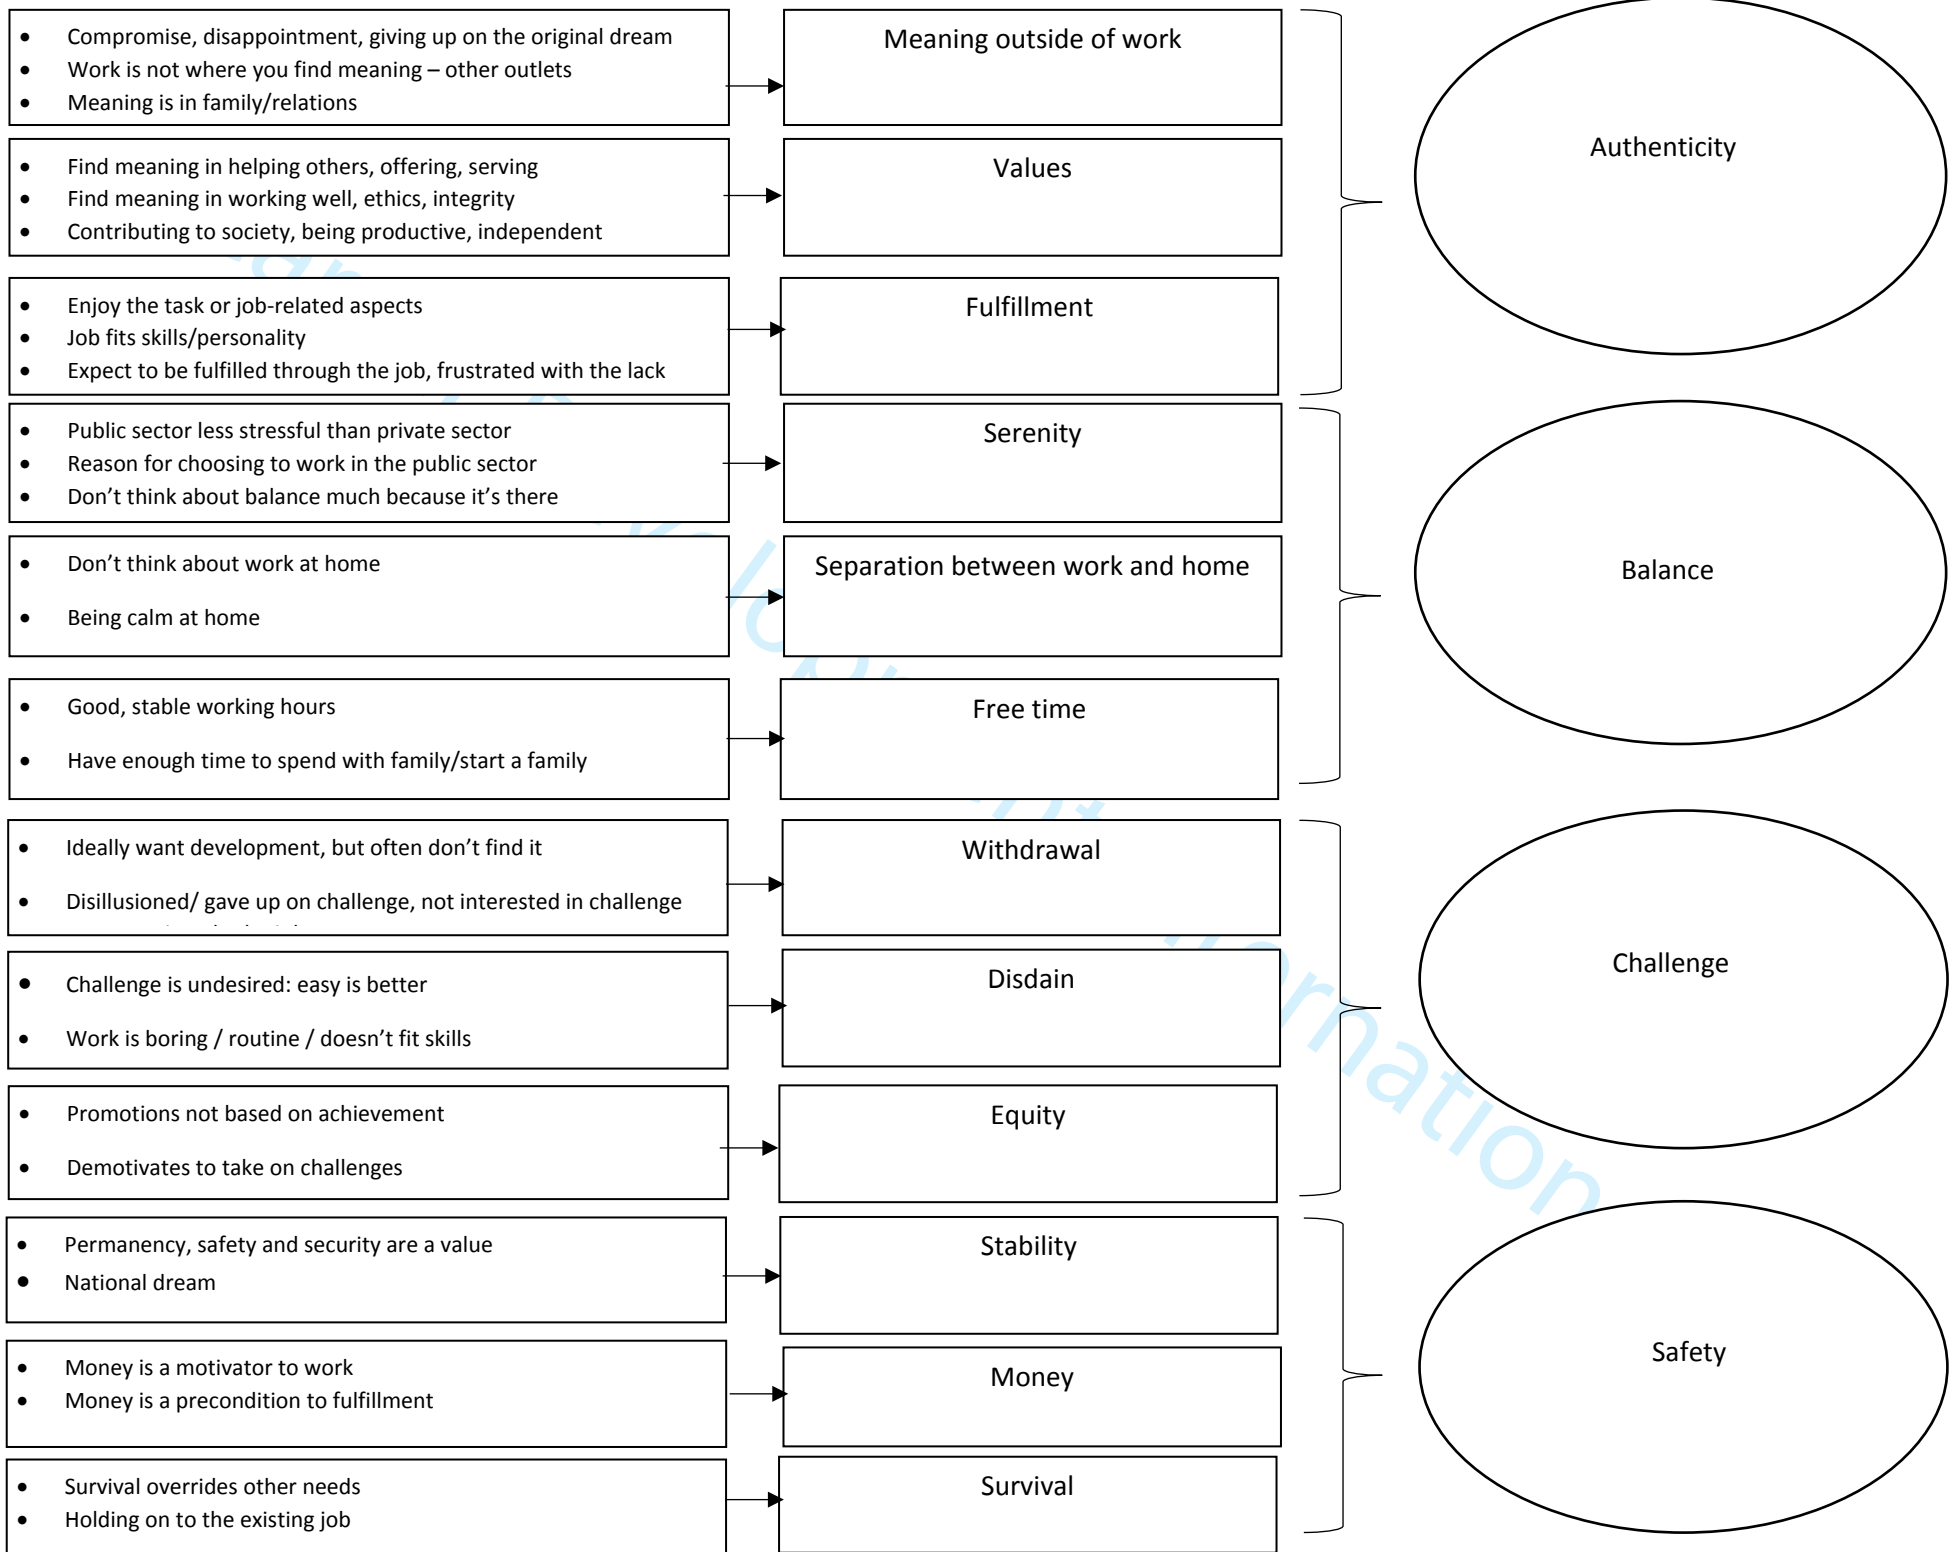 • Compromise, disappointment, giving up on the original dream
• Work is not where you find meaning – other outlets
• Meaning is in family/relations
Meaning outside of work
• Find meaning in helping others, offering, serving
• Find meaning in working well, ethics, integrity
• Contributing to society, being productive, independent
Values
• Enjoy the task or job-related aspects
• Job fits skills/personality
• Expect to be fulfilled through the job, frustrated with the lack
Fulfillment
Authenticity
• Public sector less stressful than private sector
• Reason for choosing to work in the public sector
• Don’t think about balance much because it’s there
Serenity
• Don’t think about work at home
• Being calm at home
Separation between work and home
• Good, stable working hours
• Have enough time to spend with family/start a family
Free time
Balance
• Ideally want development, but often don’t find it
• Disillusioned/ gave up on challenge, not interested in challenge
Withdrawal
• Challenge is undesired: easy is better
• Work is boring / routine / doesn’t fit skills
Disdain
• Promotions not based on achievement
• Demotivates to take on challenges
Equity
Challenge
• Permanency, safety and security are a value
• National dream
Stability
• Money is a motivator to work
• Money is a precondition to fulfillment
Money
• Survival overrides other needs
• Holding on to the existing job
Survival
Safety